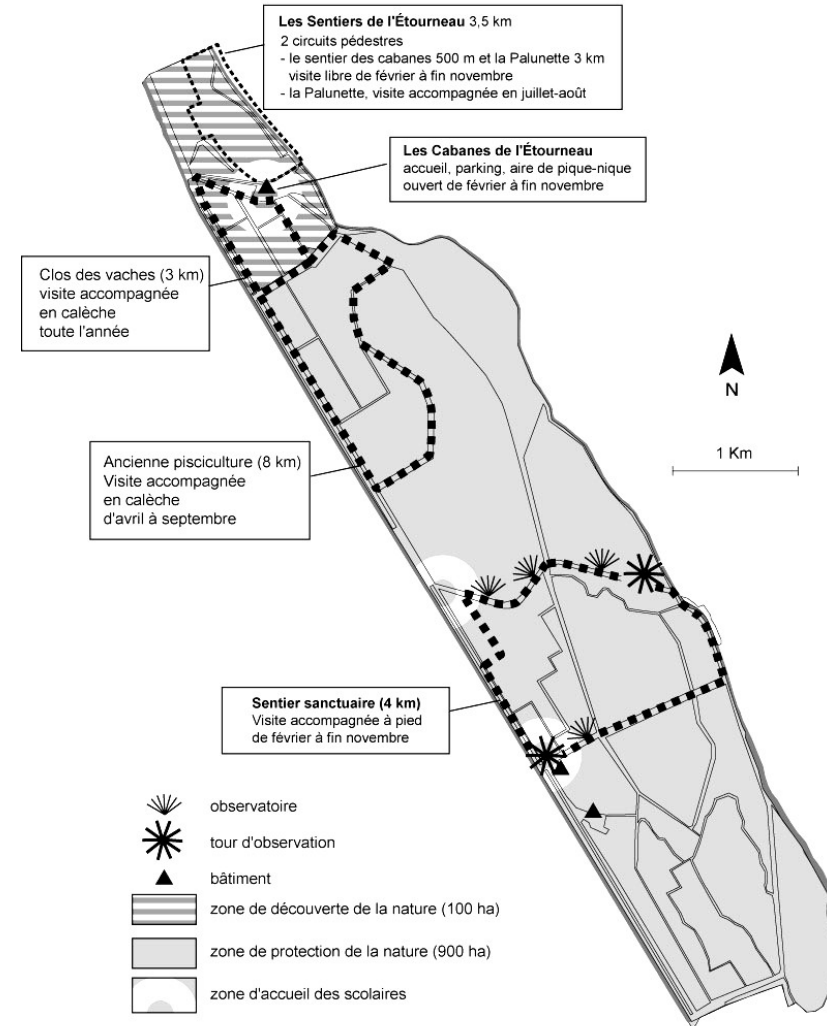 Les Sentiers de l'Étourneau 3,5 km
2 circuits pédestres
- le sentier des cabanes 500 m et la Palunette 3 km
visite libre de février à fin novembre
- la Palunette, visite accompagnée en juillet-août
Les Cabanes de l'Étourneau
accueil, parking, aire de pique-nique
ouvert de février à fin novembre
Clos des vaches (3 km)
visite accompagnée
en calèche
toute l'année
N
1 Km
Ancienne pisciculture (8 km)
Visite accompagnée
en calèche
d'avril à septembre
Sentier sanctuaire (4 km)
Visite accompagnée à pied
de février à fin novembre
observatoire
tour d'observation
bâtiment
zone de découverte de la nature (100 ha)
zone de protection de la nature (900 ha)
zone d'accueil des scolaires